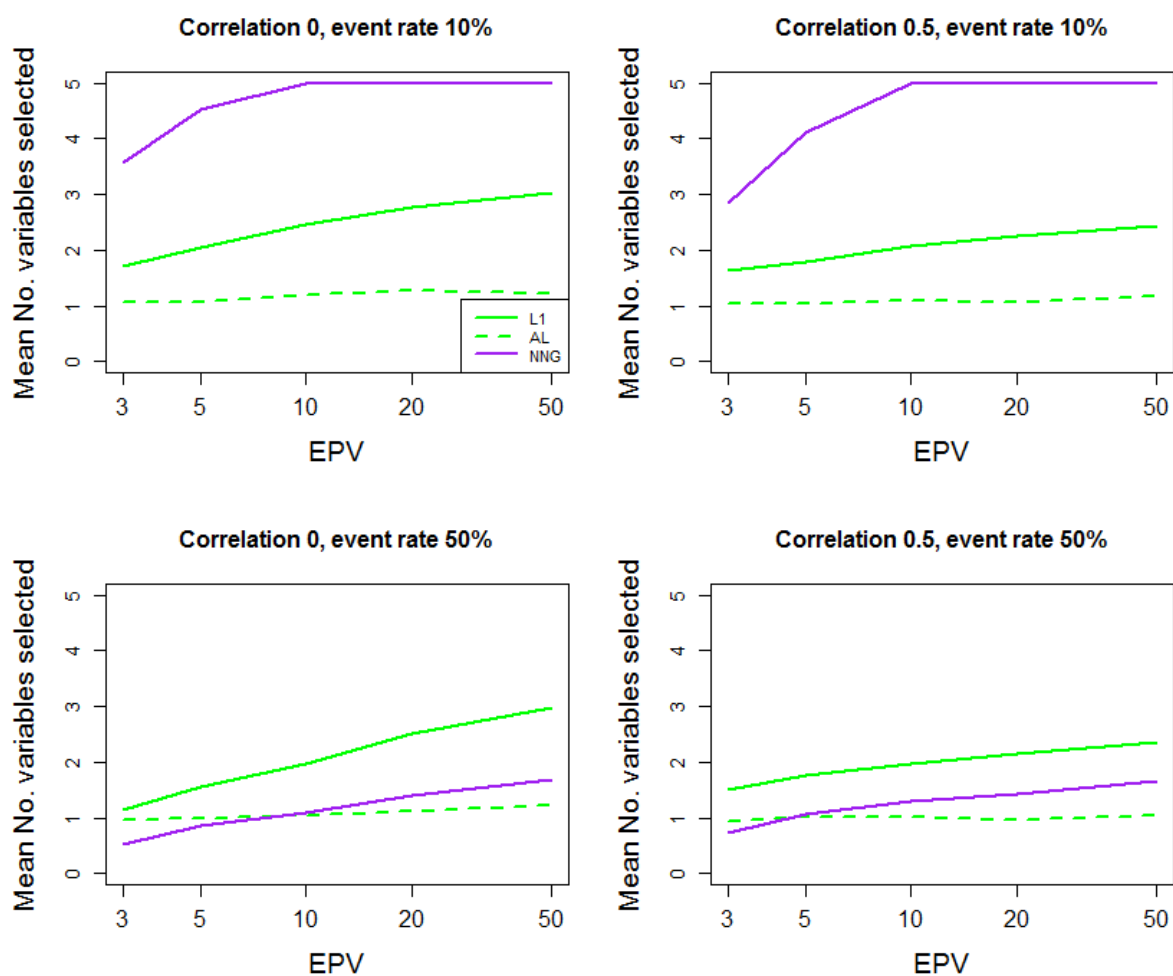 Correlation 0, event rate 10%
Mean No. variables selected
5
4
3
2
1
0
L1
AL
NNG
3 5 10 20 50
EPV
Correlation 0.5, event rate 10%
Mean No. variables selected
5
4
3
2
1
0
3 5 10 20 50
EPV
Correlation 0, event rate 50%
Mean No. variables selected
5
4
3
2
1
0
3 5 10 20 50
EPV
Correlation 0.5, event rate 50%
Mean No. variables selected
5
4
3
2
1
0
3 5 10 20 50
EPV